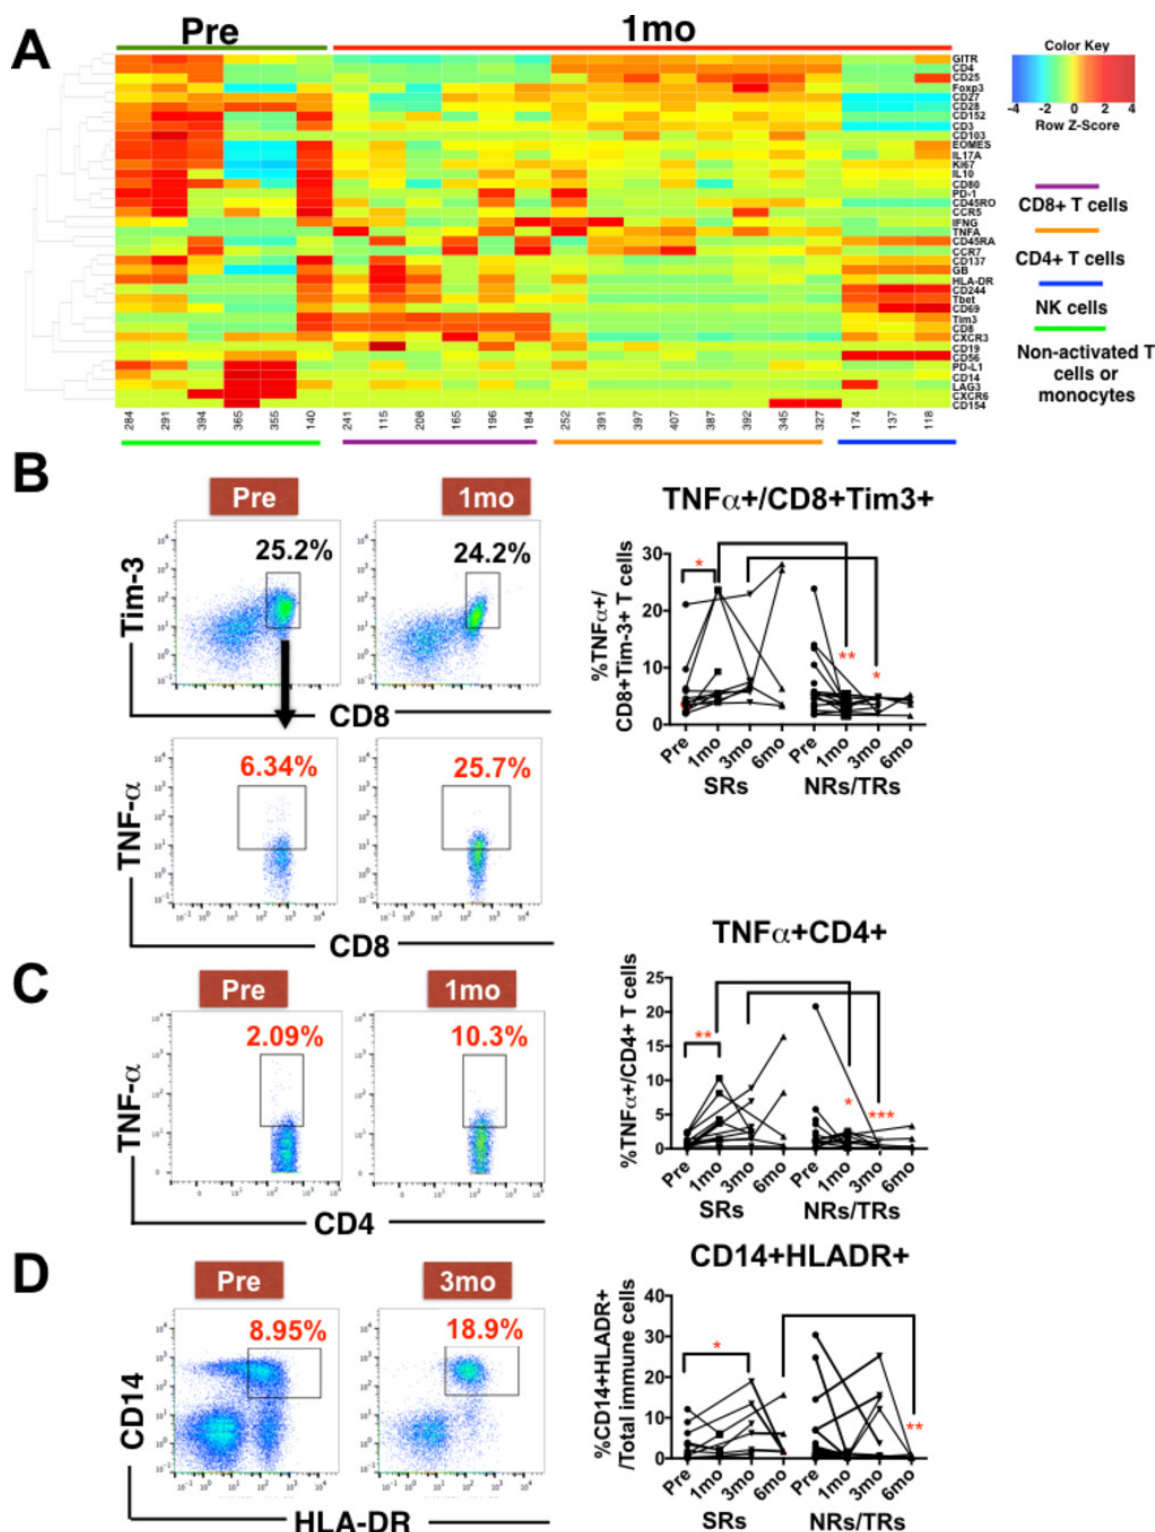 A
Pre
1mo
GITR
CD4
CD25
Foxp3
CD27
CD28
CD152
CD3
CD103
EOMES
IL17A
Ki67
IL10
CD80
PD-1
CD45RO
CCR5
IFNG
TNFA
CD45RA
CCR7
CD137
GB
HLA-DR
CD244
Tbet
CD69
Tim3
CD8
CXCR3
CD19
CD56
PD-L1
CD14
LAG3
CXCR6
CD154
284 291 394 365 355 140 241 115 208 165 196 184 252 391 397 407 387 392 345 327 174 137 118
Color Key
-4 -2 0 2 4
Row Z-Score
CD8+ T cells
CD4+ T cells
NK cells
Non-activated T
cells or
monocytes
B
Pre
1mo
25.2%
24.2%
Tim-3
CD8
6.34%
25.7%
TNF-α
CD8
TNFα+/CD8+Tim3+
%TNFα+/
CD8+Tim-3+ T cells
30
20
10
0
*
**
*
Pre 1mo 3mo 6mo Pre 1mo 3mo 6mo
SRs NRs/TRs
C
Pre
1mo
2.09%
10.3%
TNF-α
CD4
TNFα+CD4+
%TNFα+/CD4+ T cells
25
20
15
10
5
0
**
*
***
Pre 1mo 3mo 6mo Pre 1mo 3mo 6mo
SRs NRs/TRs
D
Pre
3mo
8.95%
18.9%
CD14
HLA-DR
CD14+HLADR+
%CD14+HLADR+
/Total immune cells
40
30
20
10
0
*
**
Pre 1mo 3mo 6mo Pre 1mo 3mo 6mo
SRs NRs/TRs